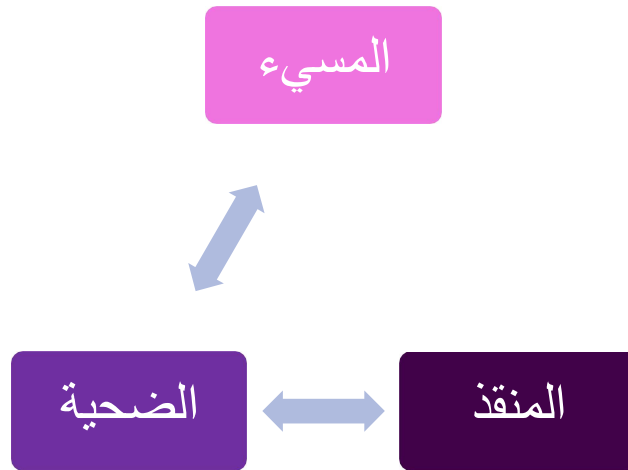 المسيء
المنقذ
الضحية